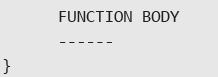 FUNCTION BODY
------
}